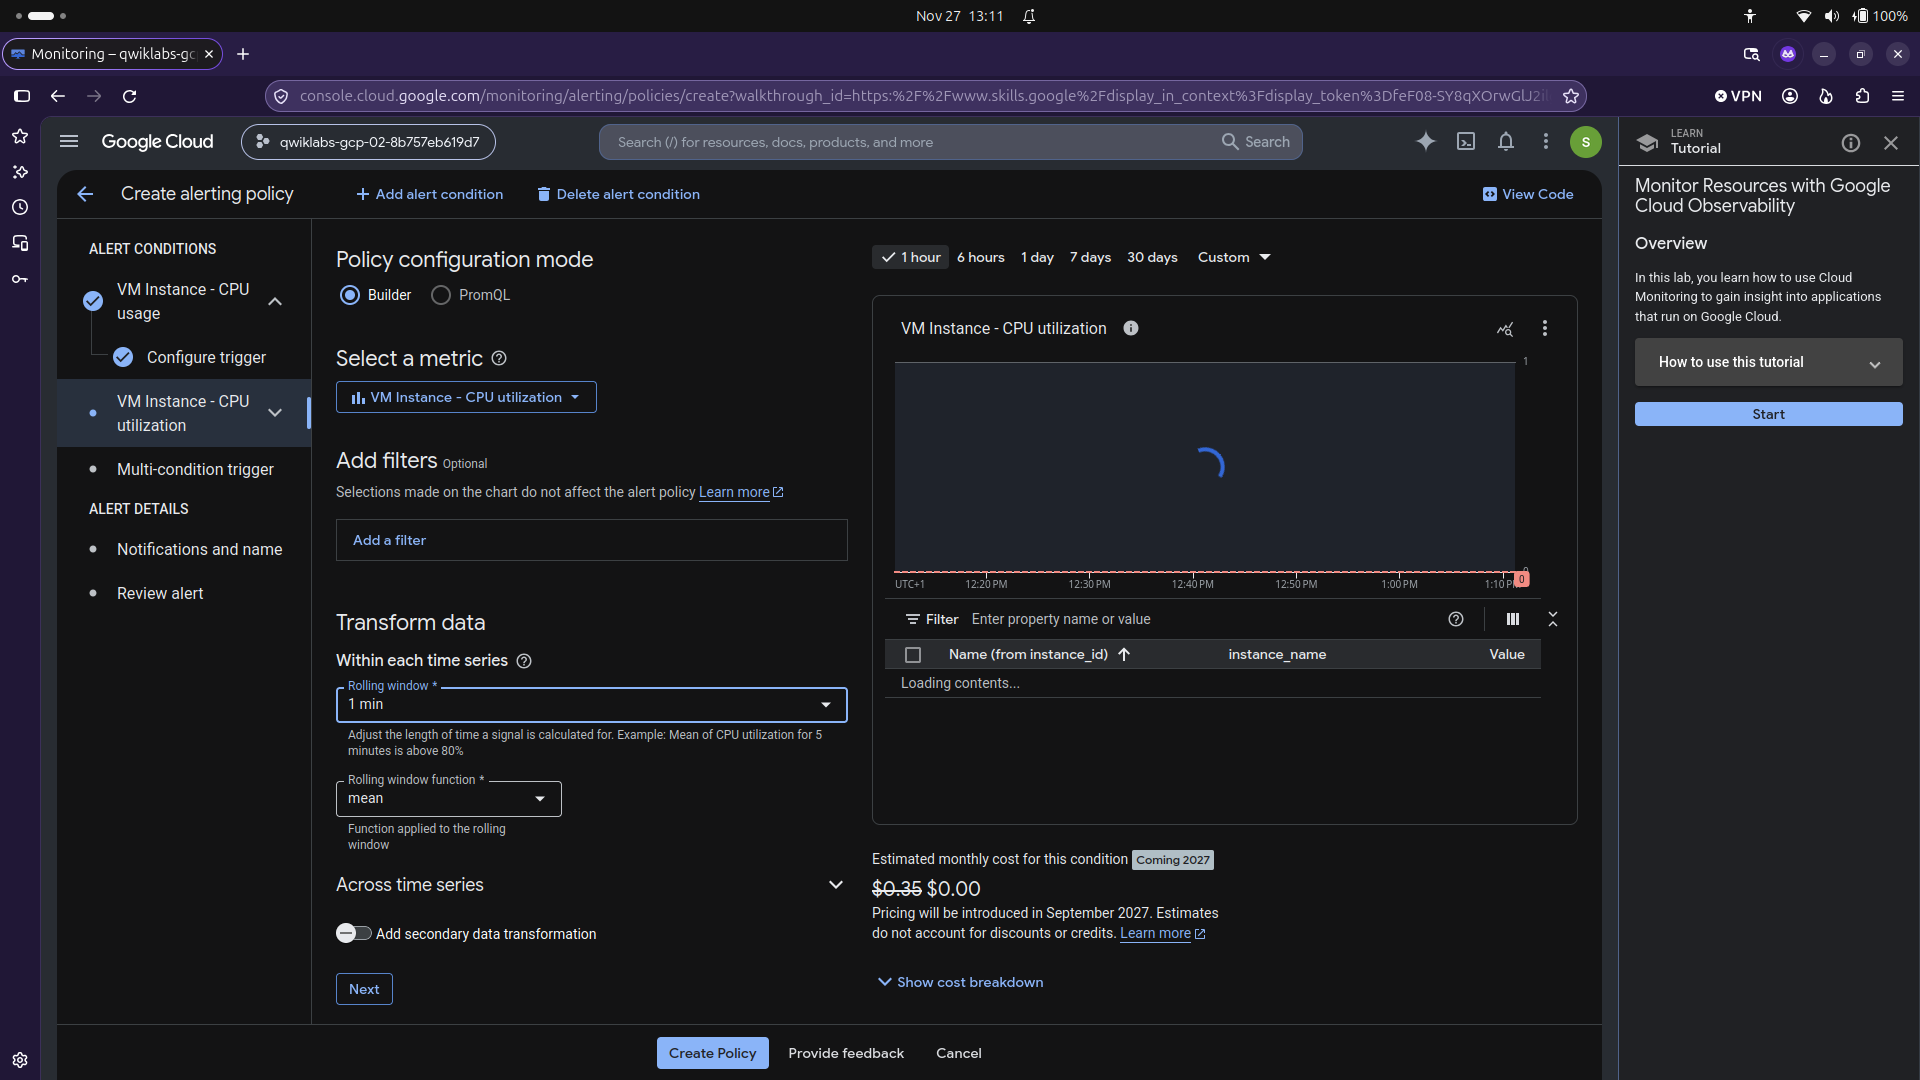 Nov 27 13:11
100%
Monitoring – qwiklabs-gc
console.cloud.google.com/monitoring/alerting/policies/create?walkthrough_id=https:%2F%2Fwww.skills.google%2Fdisplay_in_context%3Fdisplay_token%3DfeF08-SY8qXOrwGlJ2il
VPN
Google Cloud
qwiklabs-gcp-02-8b757eb619d7
Search (/) for resources, docs, products, and more
Search
S
LEARN
Tutorial
Create alerting policy
Add alert condition
Delete alert condition
View Code
ALERT CONDITIONS
VM Instance - CPU
usage
Configure trigger
VM Instance - CPU
utilization
Multi-condition trigger
ALERT DETAILS
Notifications and name
Review alert
Policy configuration mode
Builder
PromQL
Select a metric
VM Instance - CPU utilization
Add filters Optional
Selections made on the chart do not affect the alert policy Learn more
Add a filter
Transform data
Within each time series
Rolling window *
1 min
Adjust the length of time a signal is calculated for. Example: Mean of CPU utilization for 5
minutes is above 80%
Rolling window function *
mean
Function applied to the rolling
window
Across time series
Add secondary data transformation
Next
1 hour
6 hours
1 day
7 days
30 days
Custom
VM Instance - CPU utilization
1
0
UTC+1
12:20 PM
12:30 PM
12:40 PM
12:50 PM
1:00 PM
1:10 PM
0
Filter
Enter property name or value
Name (from instance_id)
instance_name
Value
Loading contents...
Estimated monthly cost for this condition Coming 2027
$0.35 $0.00
Pricing will be introduced in September 2027. Estimates
do not account for discounts or credits. Learn more
Show cost breakdown
Create Policy
Provide feedback
Cancel
Monitor Resources with Google
Cloud Observability
Overview
In this lab, you learn how to use Cloud
Monitoring to gain insight into applications
that run on Google Cloud.
How to use this tutorial
Start